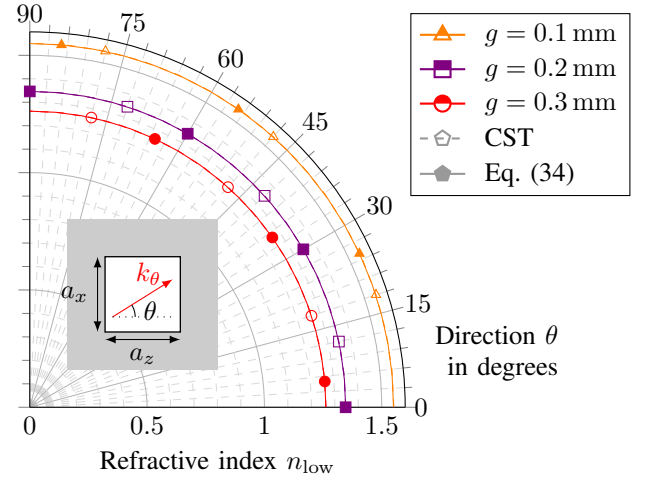 90
75
60
45
30
15
0
g = 0.1 mm
g = 0.2 mm
g = 0.3 mm
CST
Eq. (34)
k_θ
a_x
θ
a_z
Direction θ
in degrees
0
0.5
1
1.5
Refractive index n_low